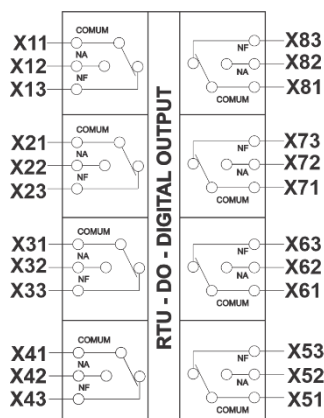 X11
COMUM
X12
NA
X13
NF
X21
COMUM
X22
NA
X23
NF
X31
COMUM
X32
NA
X33
NF
X41
COMUM
X42
NA
X43
NF
RTU - DO - DIGITAL OUTPUT
NF
X83
NA
X82
COMUM
X81
NF
X73
NA
X72
COMUM
X71
NF
X63
NA
X62
COMUM
X61
NF
X53
NA
X52
COMUM
X51